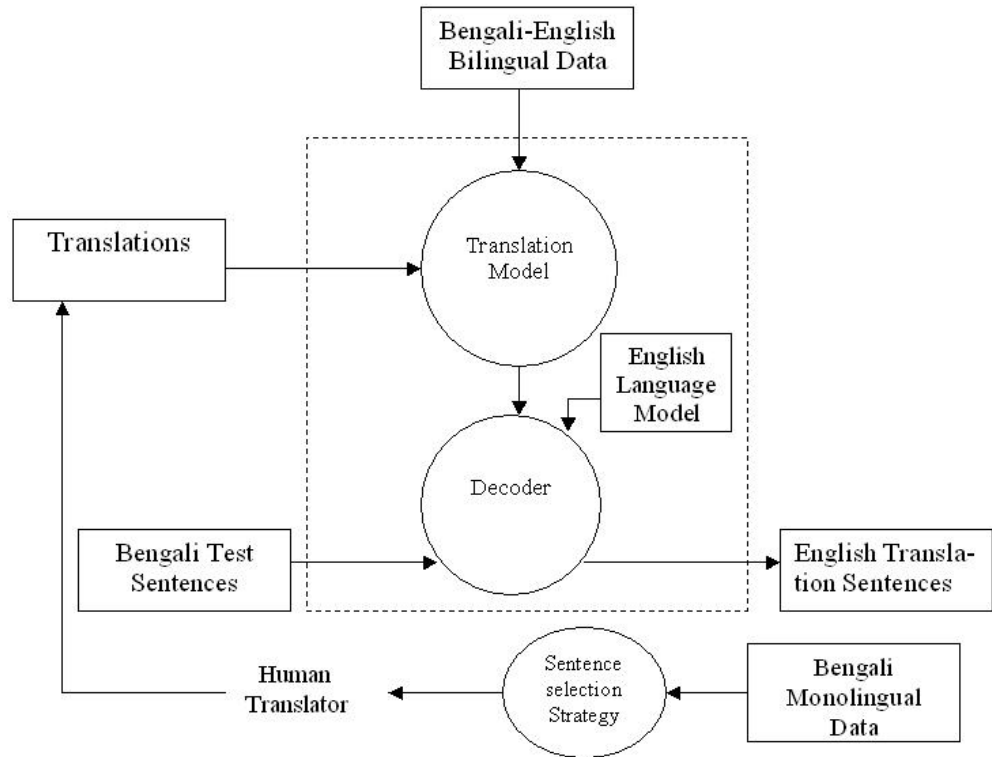 Bengali-English
Bilingual Data
Translations
Translation
Model
English
Language
Model
Decoder
Bengali Test
Sentences
English Transla-
tion Sentences
Human
Translator
Sentence
selection
Strategy
Bengali
Monolingual
Data